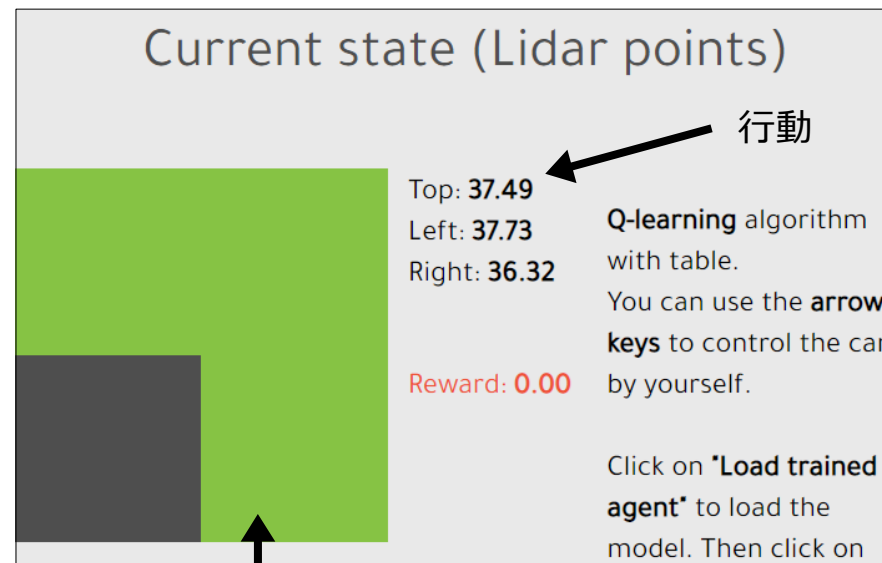 Current state (Lidar points)
行動
Top: 37.49
Left: 37.73
Right: 36.32
Reward: 0.00
Q-learning algorithm
with table.
You can use the arrow
keys to control the car
by yourself.
Click on "Load trained
agent" to load the
model. Then click on